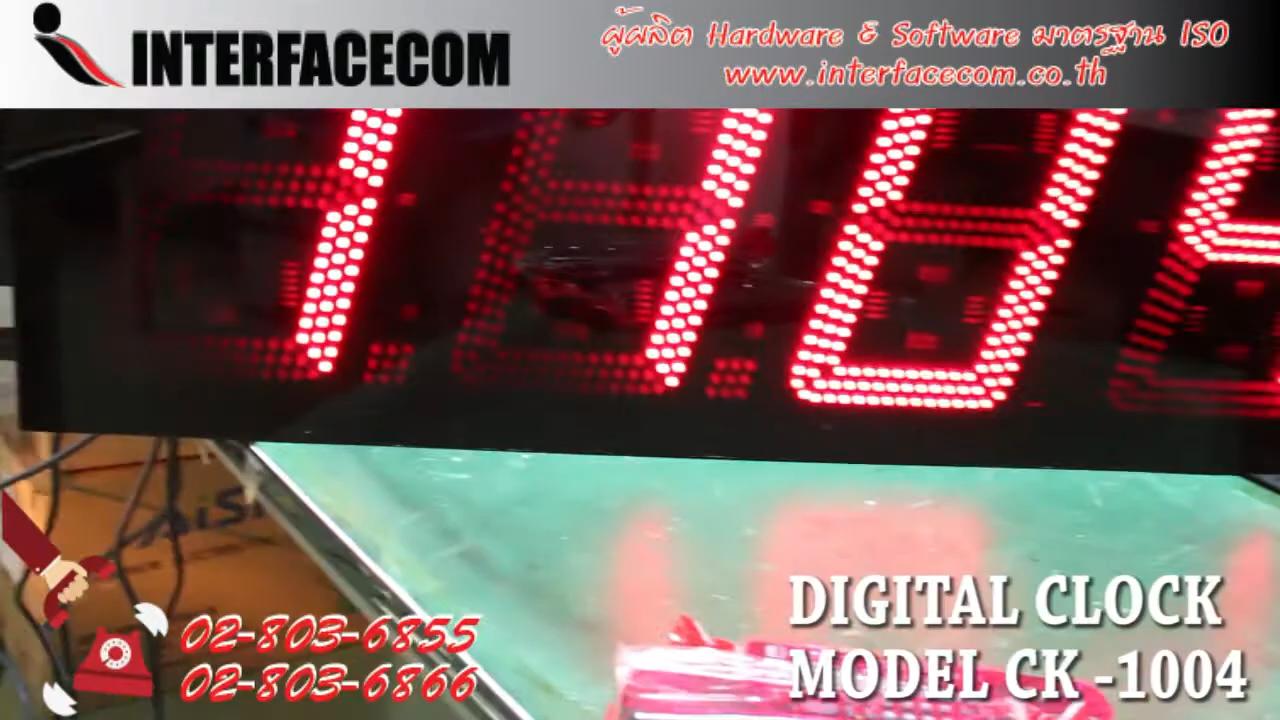 INTERFACECOM
ผู้ผลิต Hardware & Software มาตรฐาน ISO
www.interfacecom.co.th
02-803-6855
02-803-6866
DIGITAL CLOCK
MODEL CK -1004